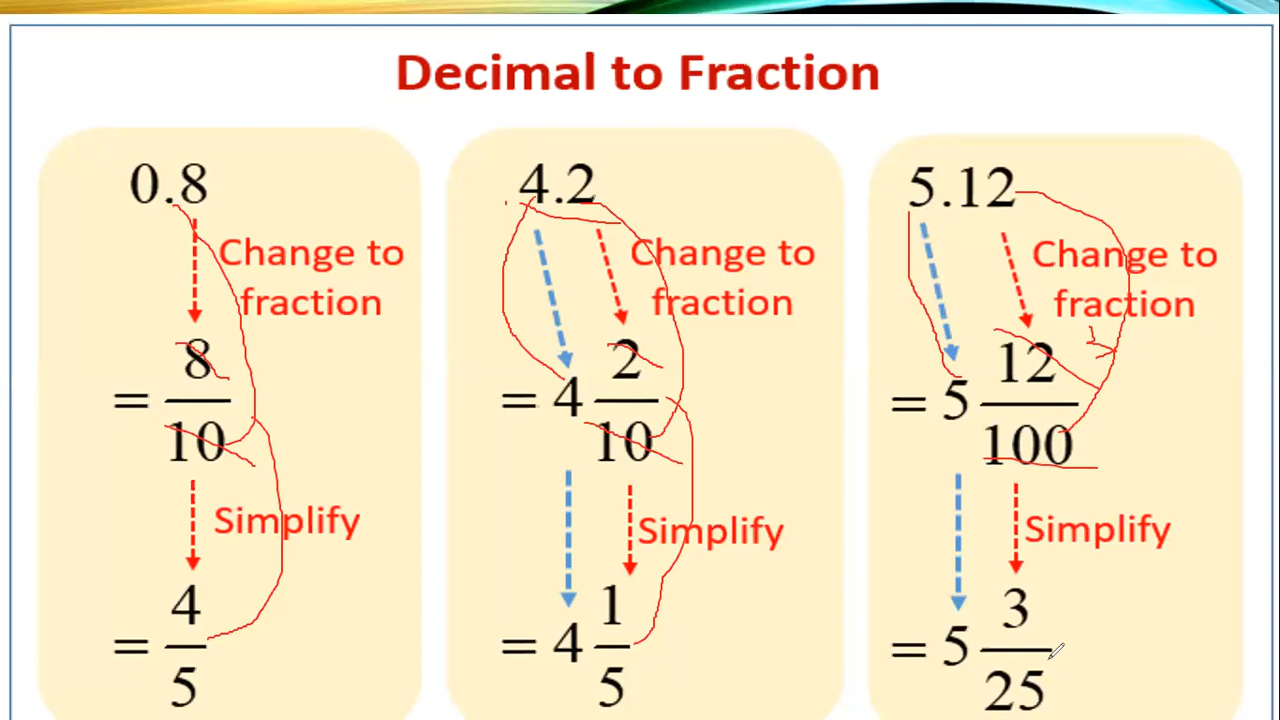 Decimal to Fraction
0.8
Change to
fraction
= 8/10
Simplify
= 4/5
4.2
Change to
fraction
= 4 2/10
Simplify
= 4 1/5
5.12
Change to
fraction
= 5 12/100
Simplify
= 5 3/25